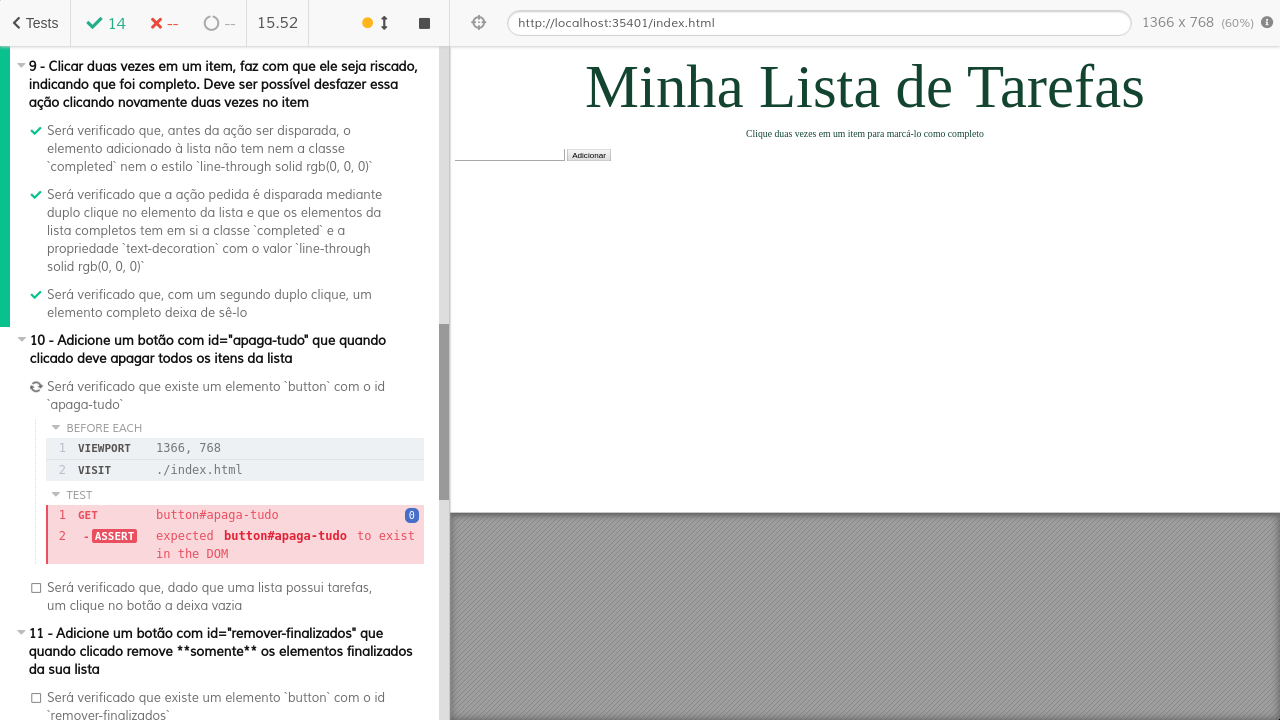 Tests
14
--
--
15.52
http://localhost:35401/index.html
1366 x 768 (60%)
9 - Clicar duas vezes em um item, faz com que ele seja riscado,
indicando que foi completo. Deve ser possível desfazer essa
ação clicando novamente duas vezes no item
Será verificado que, antes da ação ser disparada, o
elemento adicionado à lista não tem nem a classe
`completed` nem o estilo `line-through solid rgb(0, 0, 0)`
Será verificado que a ação pedida é disparada mediante
duplo clique no elemento da lista e que os elementos da
lista completos tem em si a classe `completed` e a
propriedade `text-decoration` com o valor `line-through
solid rgb(0, 0, 0)`
Será verificado que, com um segundo duplo clique, um
elemento completo deixa de sê-lo
10 - Adicione um botão com id="apaga-tudo" que quando
clicado deve apagar todos os itens da lista
Será verificado que existe um elemento `button` com o id
`apaga-tudo`
BEFORE EACH
1 VIEWPORT 1366, 768
2 VISIT ./index.html
TEST
1 GET button#apaga-tudo 0
2 -ASSERT expected button#apaga-tudo to exist
in the DOM
Será verificado que, dado que uma lista possui tarefas,
um clique no botão a deixa vazia
11 - Adicione um botão com id="remover-finalizados" que
quando clicado remove **somente** os elementos finalizados
da sua lista
Será verificado que existe um elemento `button` com o id
`remover-finalizados`
Minha Lista de Tarefas
Clique duas vezes em um item para marcá-lo como completo
Adicionar